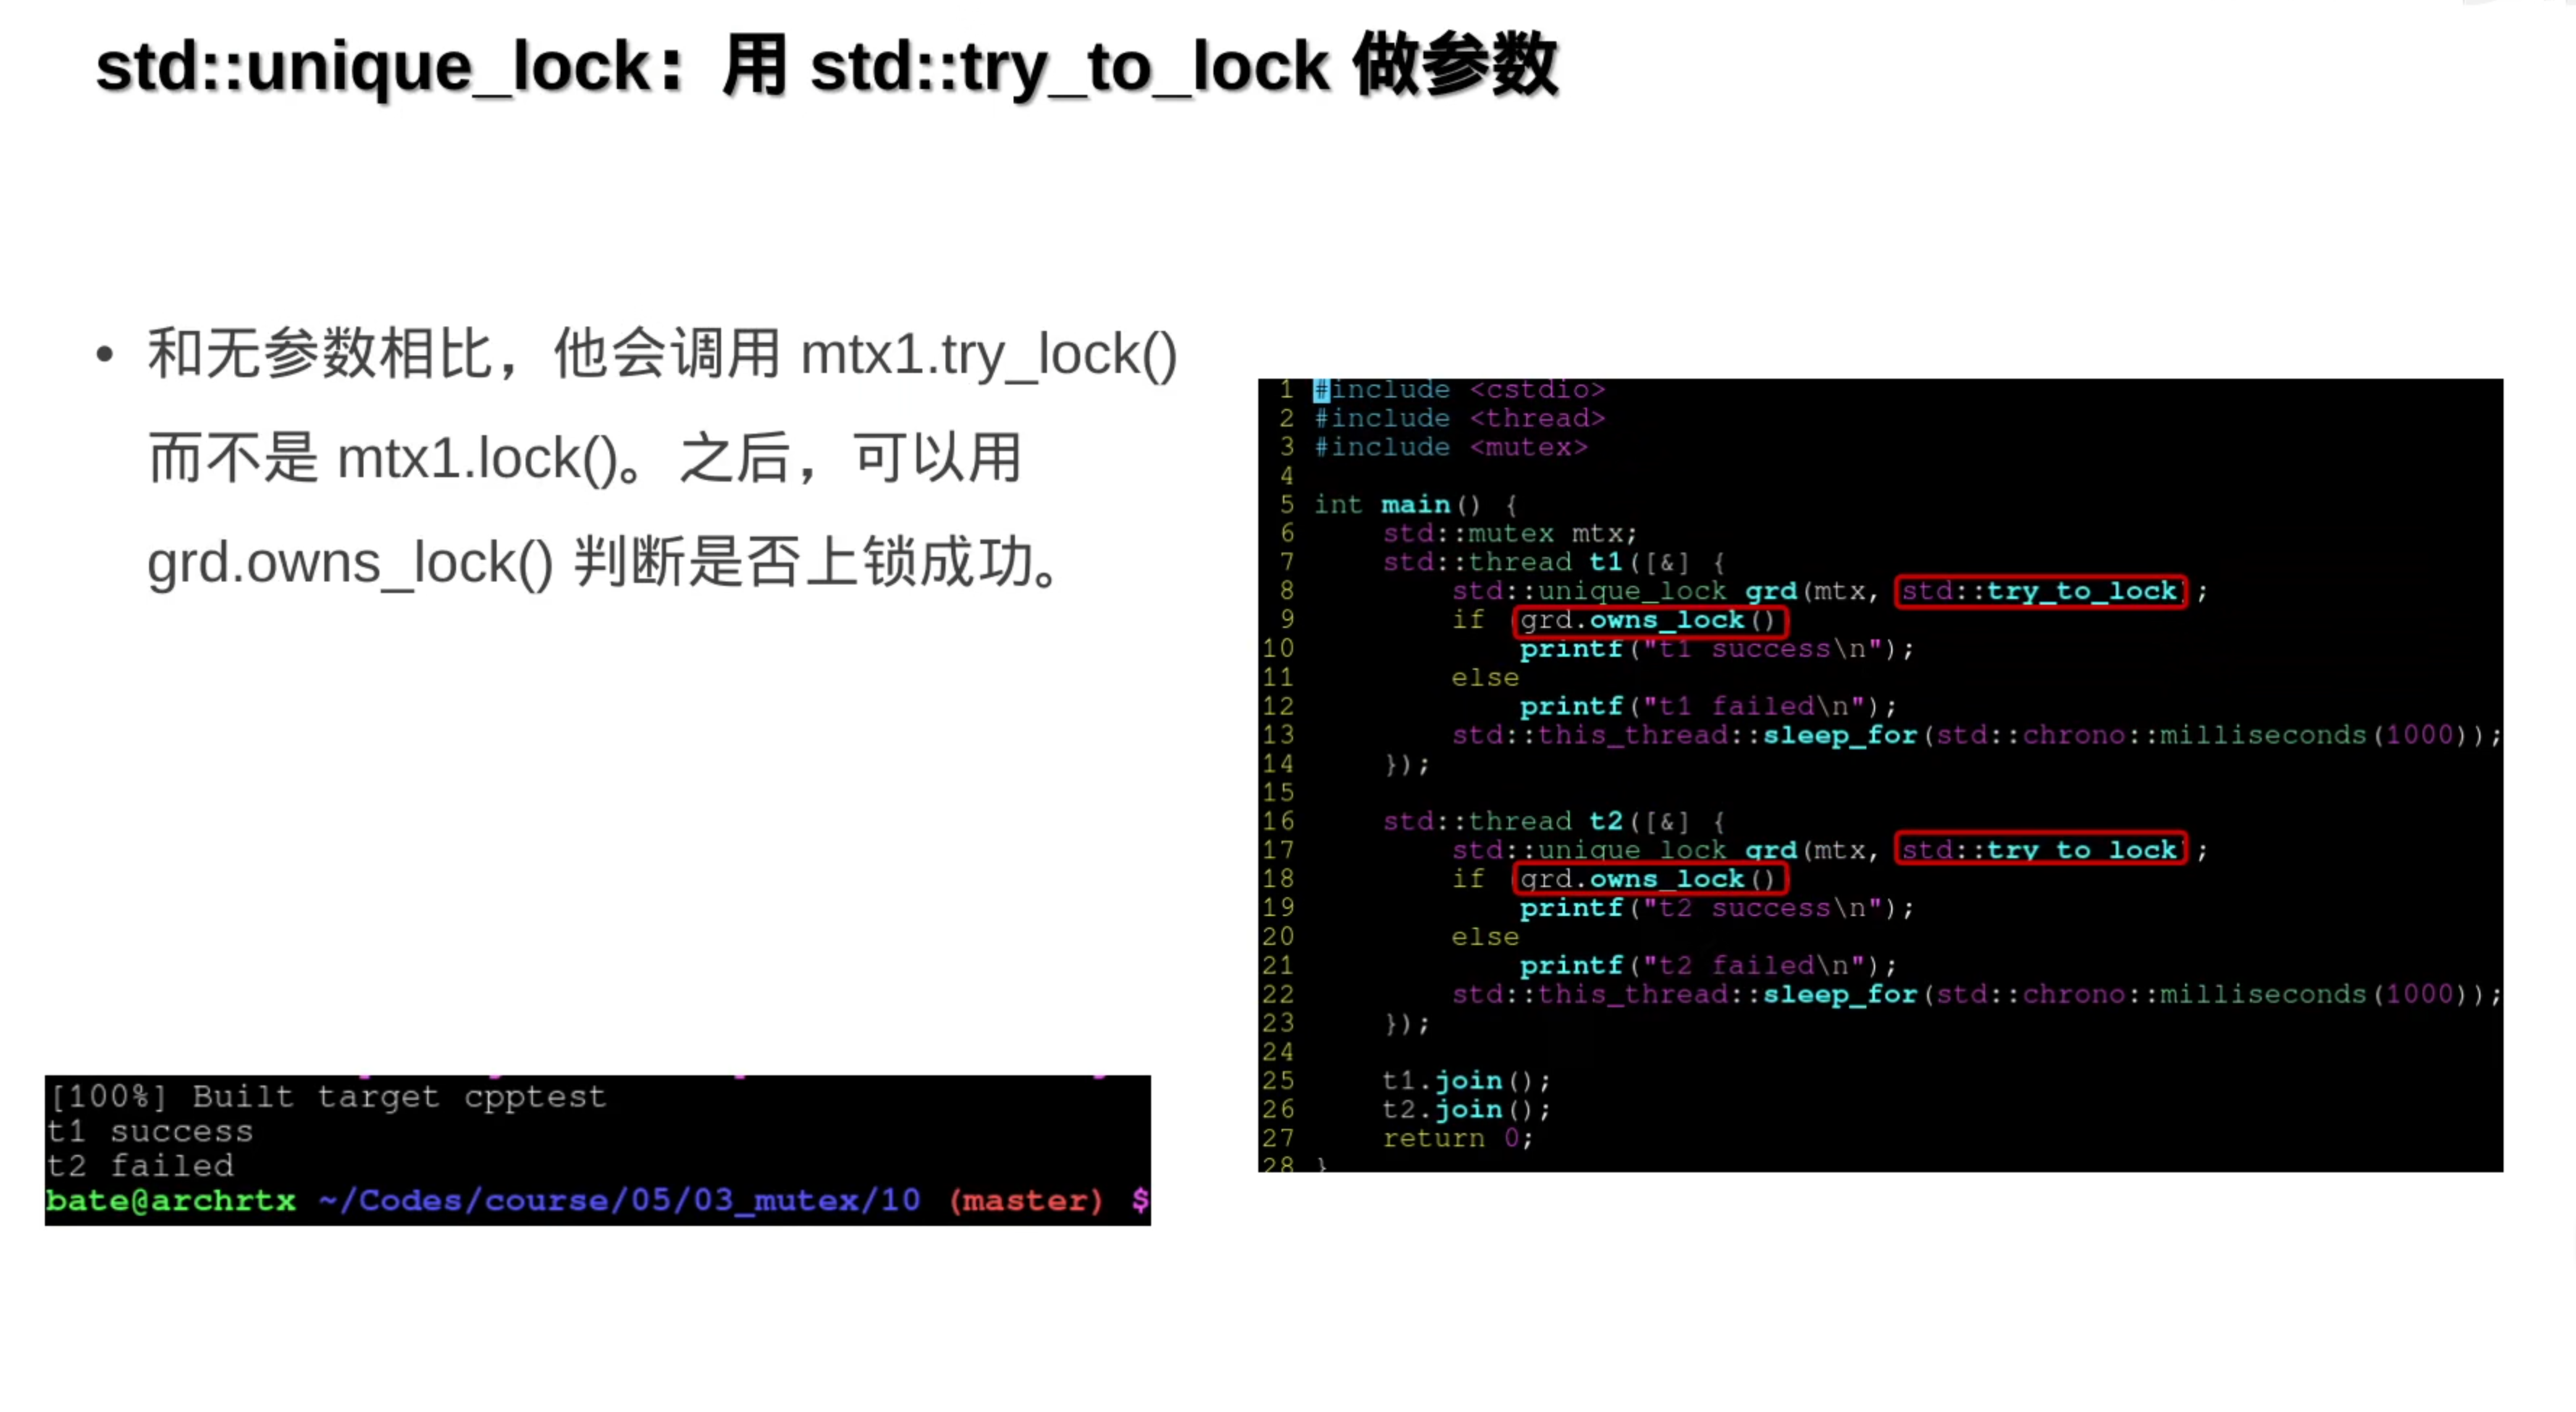 std::unique_lock：用 std::try_to_lock 做参数
• 和无参数相比，他会调用 mtx1.try_lock()
而不是 mtx1.lock()。之后，可以用
grd.owns_lock() 判断是否上锁成功。
1 #include <cstdio>
2 #include <thread>
3 #include <mutex>
4
5 int main() {
6     std::mutex mtx;
7     std::thread t1([&] {
8         std::unique_lock grd(mtx, std::try_to_lock);
9         if (grd.owns_lock()
10             printf("t1 success\n");
11         else
12             printf("t1 failed\n");
13         std::this_thread::sleep_for(std::chrono::milliseconds(1000));
14     });
15
16     std::thread t2([&] {
17         std::unique_lock grd(mtx, std::try_to_lock);
18         if (grd.owns_lock()
19             printf("t2 success\n");
20         else
21             printf("t2 failed\n");
22         std::this_thread::sleep_for(std::chrono::milliseconds(1000));
23     });
24
25     t1.join();
26     t2.join();
27     return 0;
28 }
[100%] Built target cpptest
t1 success
t2 failed
bate@archrtx ~/Codes/course/05/03_mutex/10 (master) $